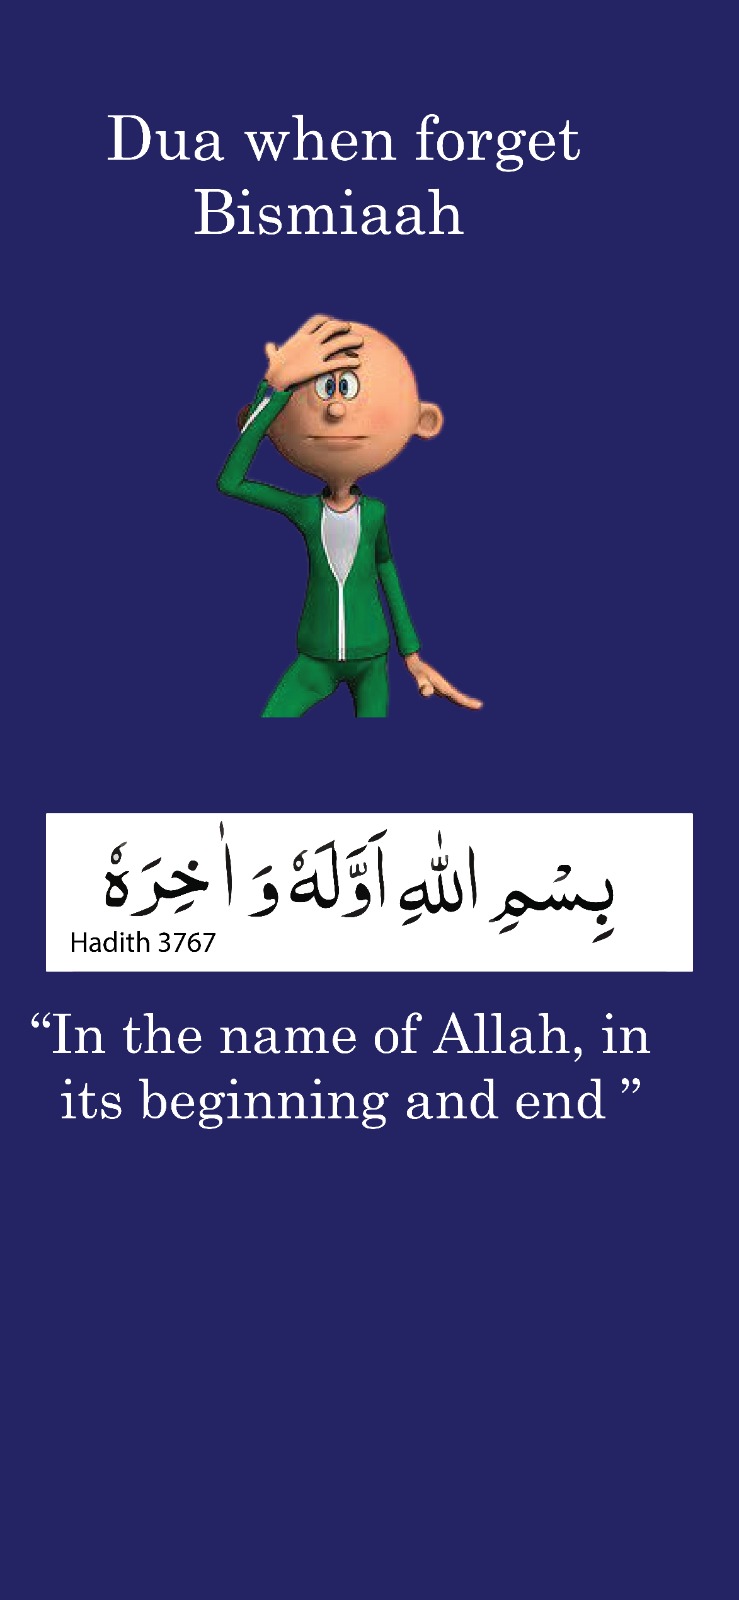 Dua when forget
Bismiaah
بِسْمِ اللهِ اَوَّلَهٗ وَ اٰخِرَهٗ
Hadith 3767
“In the name of Allah, in
its beginning and end ”